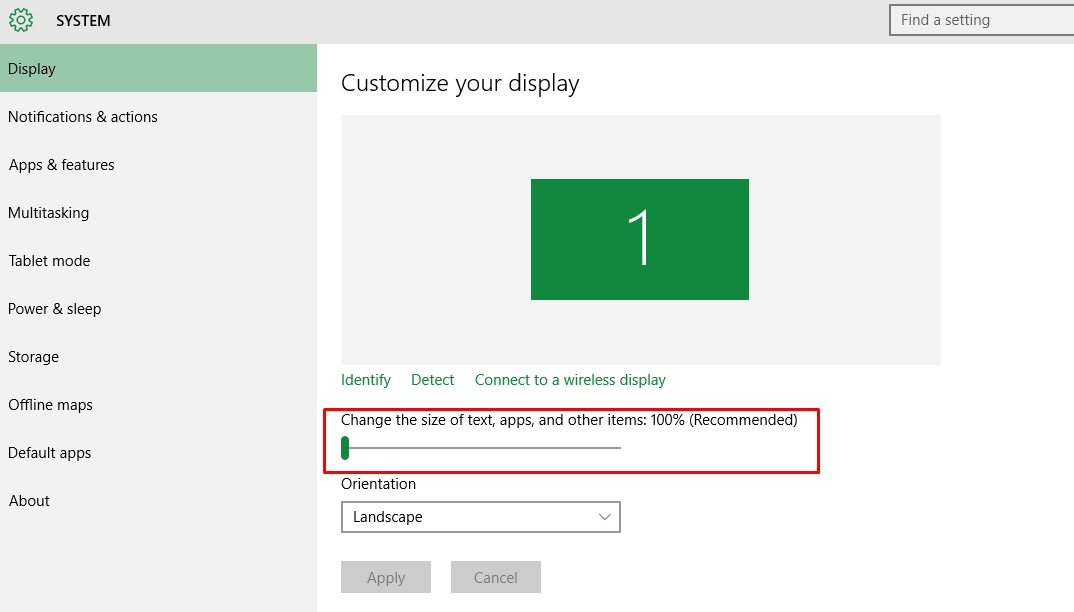 SYSTEM
Find a setting
Display
Notifications & actions
Apps & features
Multitasking
Tablet mode
Power & sleep
Storage
Offline maps
Default apps
About
Customize your display
1
Identify Detect Connect to a wireless display
Change the size of text, apps, and other items: 100% (Recommended)
Orientation
Landscape
Apply Cancel